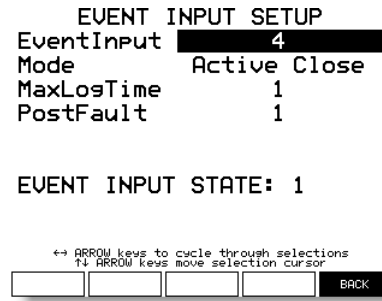 EVENT INPUT SETUP
EventInput 4
Mode Active Close
MaxLogTime 1
PostFault 1
EVENT INPUT STATE: 1
←→ ARROW keys to cycle through selections
↑↓ ARROW keys move selection cursor
BACK